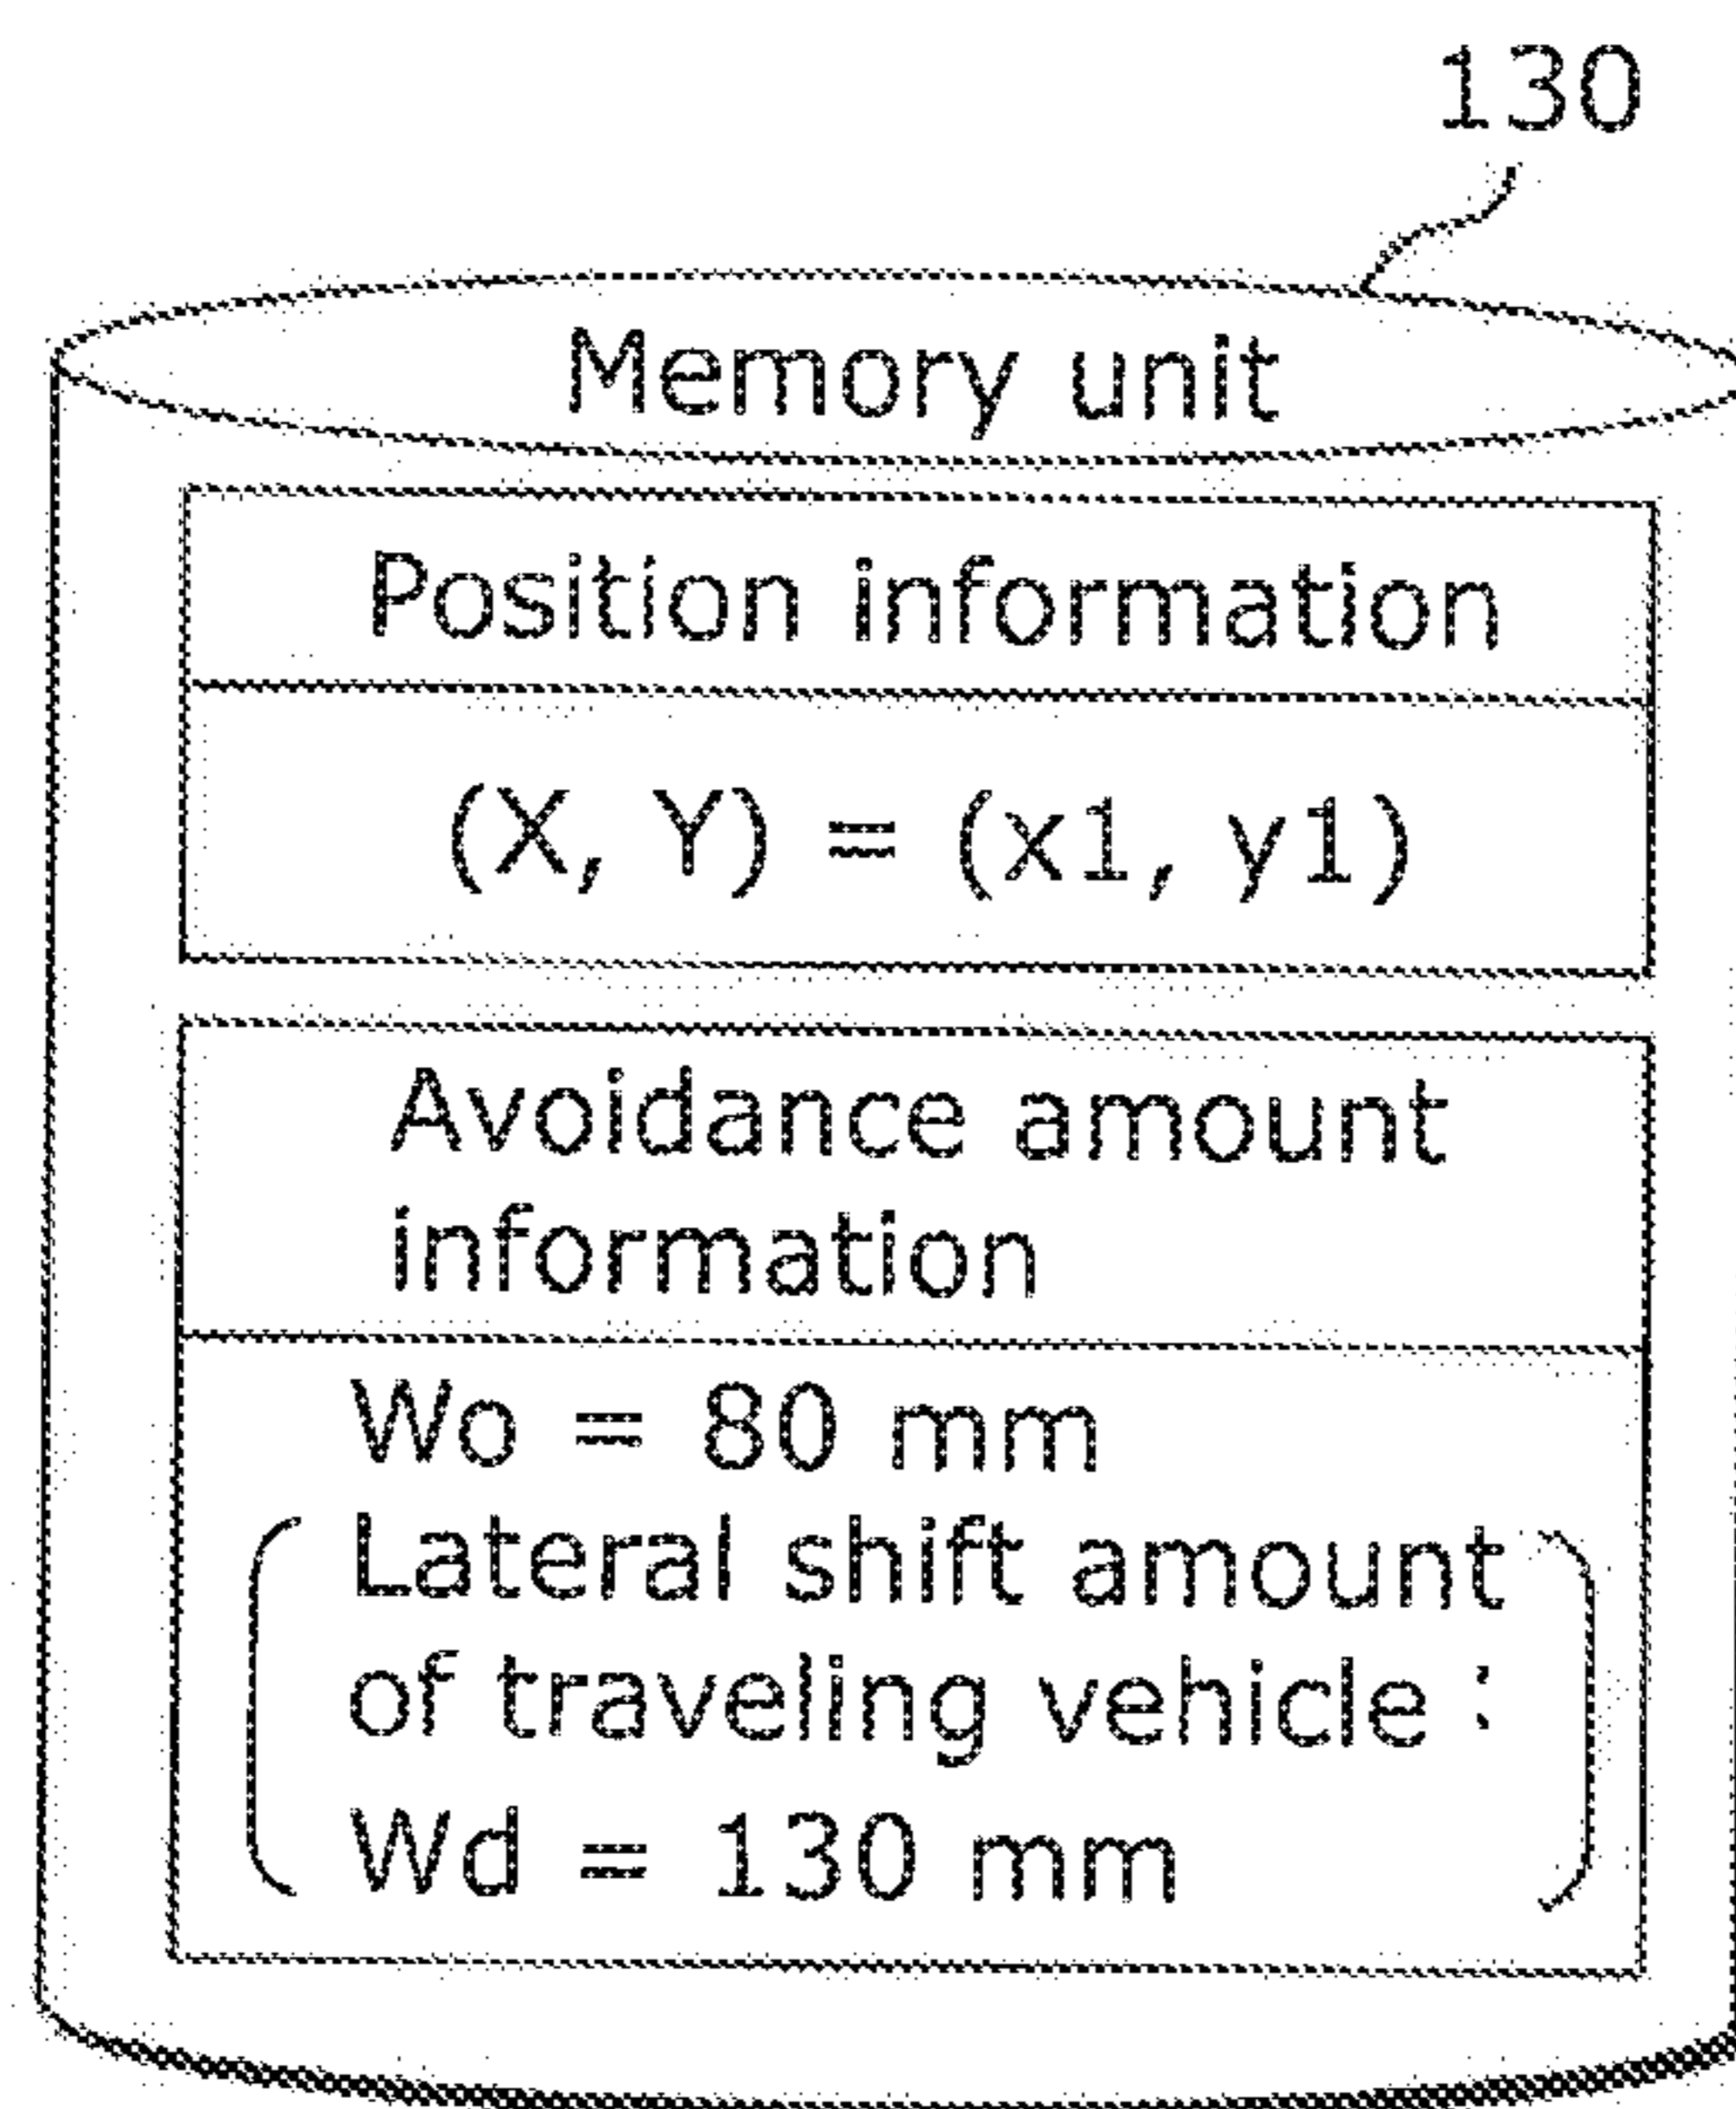 130
Memory unit
Position information
(X, Y) = (x1, y1)
Avoidance amount
information
Wo = 80 mm
Lateral shift amount
of traveling vehicle :
Wd = 130 mm